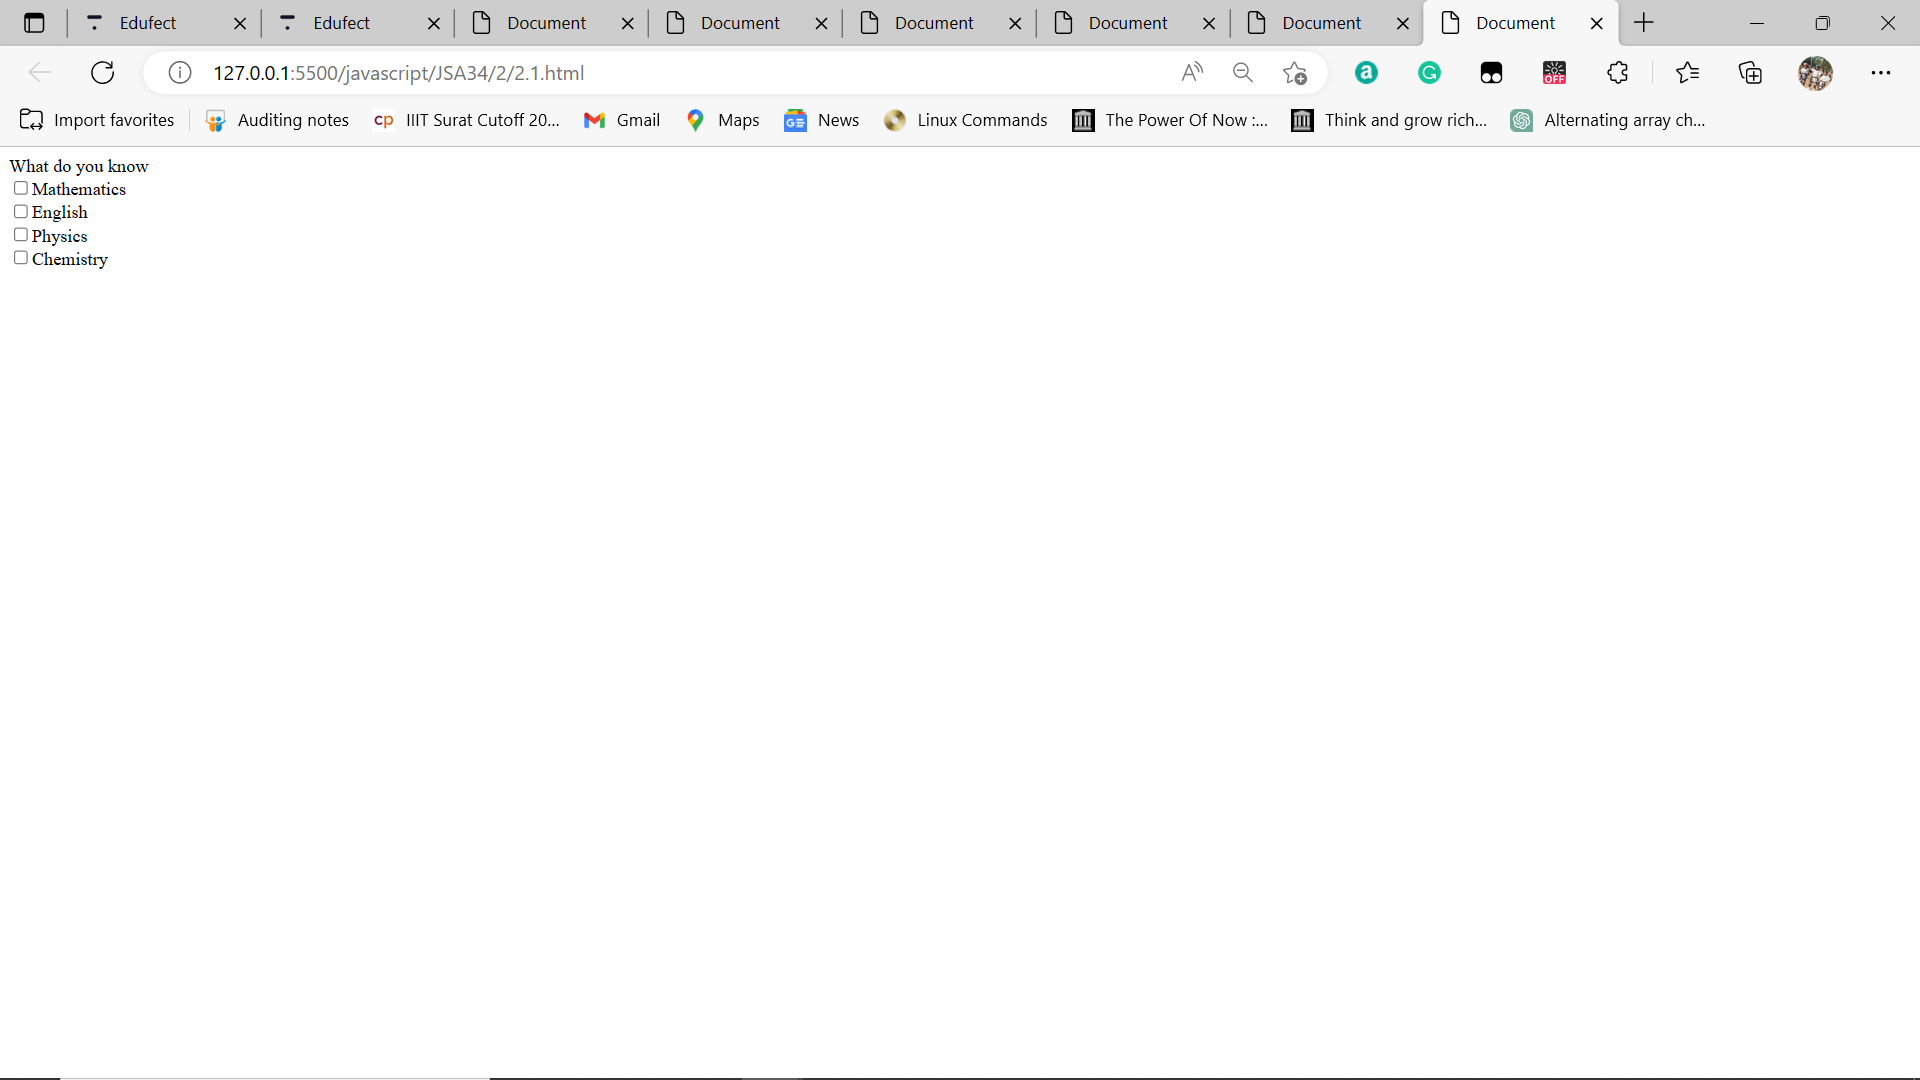 Edufect
Edufect
Document
Document
Document
Document
Document
Document
127.0.0.1:5500/javascript/JSA34/2/2.1.html
OFF
Import favorites
Auditing notes
cp IIIT Surat Cutoff 20...
Gmail
Maps
News
Linux Commands
The Power Of Now :...
Think and grow rich...
Alternating array ch...
What do you know
Mathematics
English
Physics
Chemistry